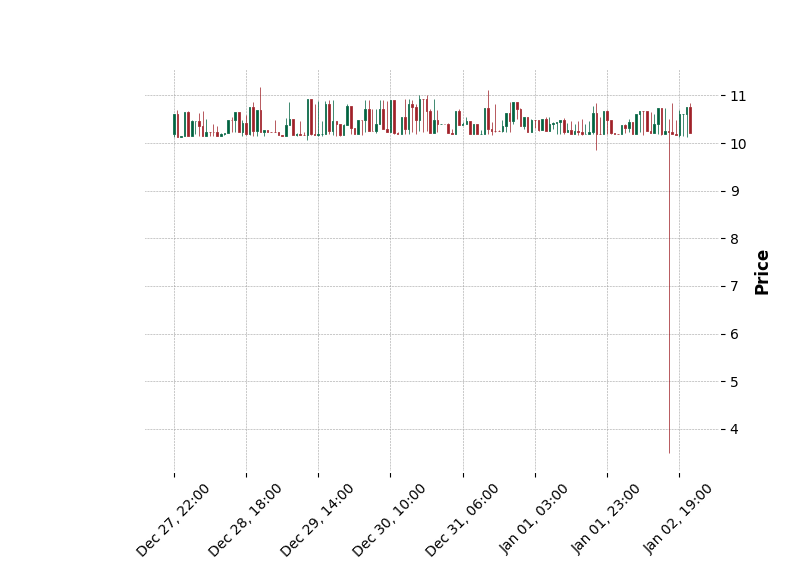 11
10
9
8
7
6
5
4
Price
Dec 27, 22:00
Dec 28, 18:00
Dec 29, 14:00
Dec 30, 10:00
Dec 31, 06:00
Jan 01, 03:00
Jan 01, 23:00
Jan 02, 19:00